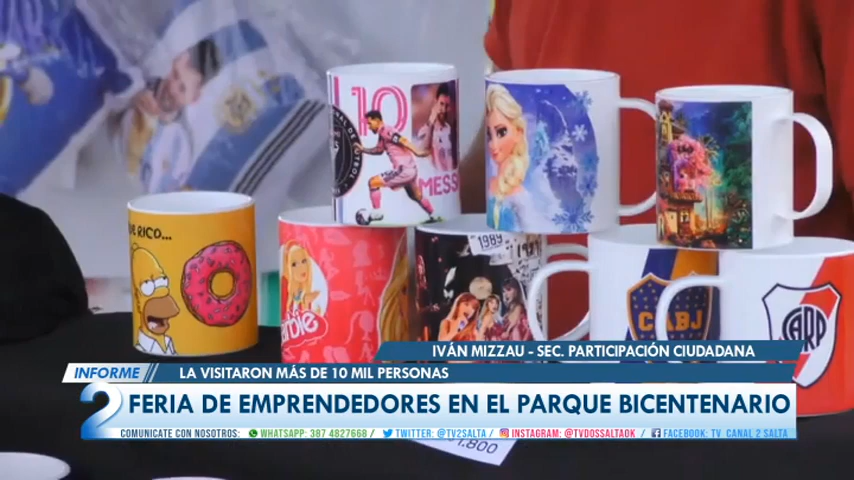 10
MESSI
1989
DE RICO...
Barbie
CABJ
CARP
IVÁN MIZZAU - SEC. PARTICIPACIÓN CIUDADANA
INFORME
LA VISITARON MÁS DE 10 MIL PERSONAS
2 FERIA DE EMPRENDEDORES EN EL PARQUE BICENTENARIO
COMUNICATE CON NOSOTROS: WHATSAPP: 387 4827668 / TWITTER: @TV2SALTA / INSTAGRAM: @TVDOSSALTAOK / FACEBOOK: TV CANAL 2 SALTA
1.800